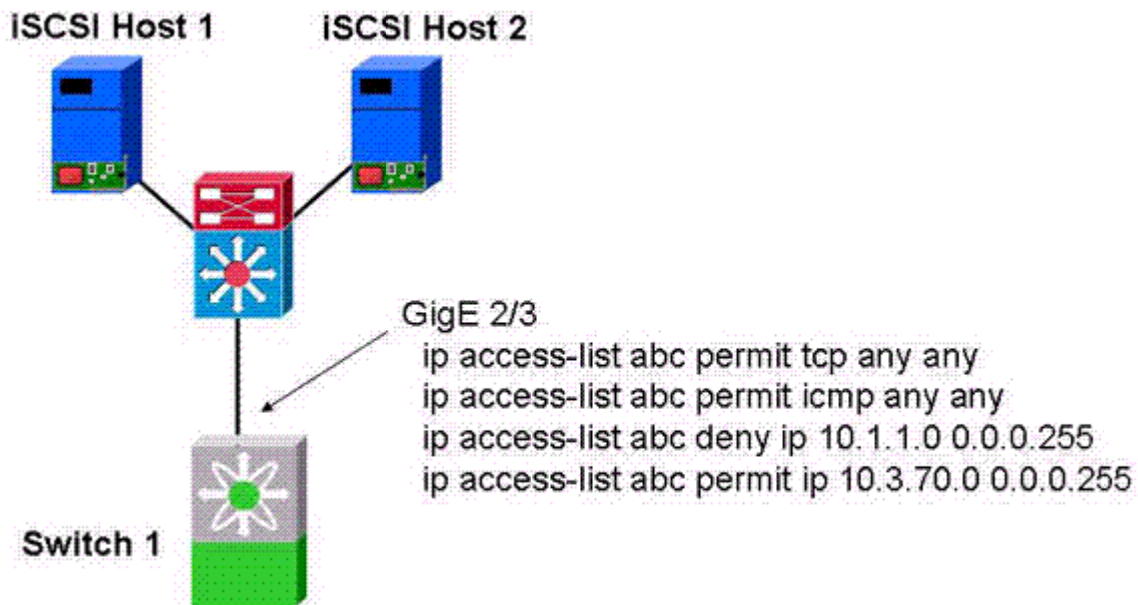 iSCSI Host 1
iSCSI Host 2
GigE 2/3
ip access-list abc permit tcp any any
ip access-list abc permit icmp any any
ip access-list abc deny ip 10.1.1.0 0.0.0.255
ip access-list abc permit ip 10.3.70.0 0.0.0.255
Switch 1